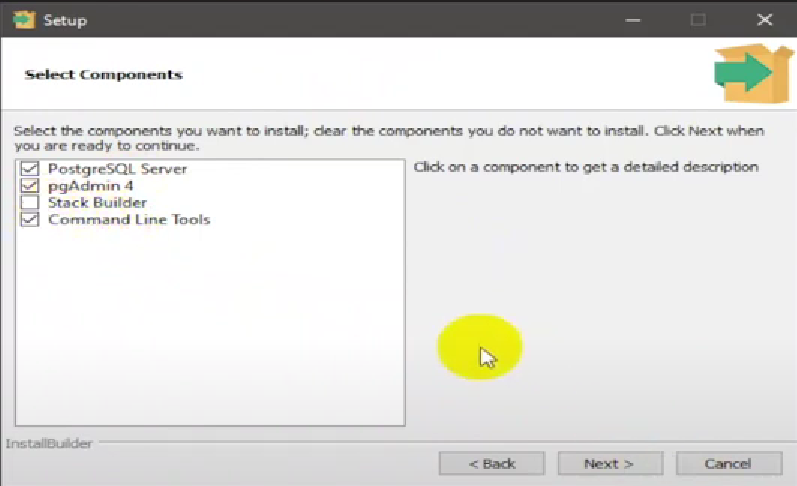 Setup
Select Components
Select the components you want to install; clear the components you do not want to install. Click Next when
you are ready to continue.
PostgreSQL Server
pgAdmin 4
Stack Builder
Command Line Tools
Click on a component to get a detailed description
InstallBuilder
< Back
Next >
Cancel